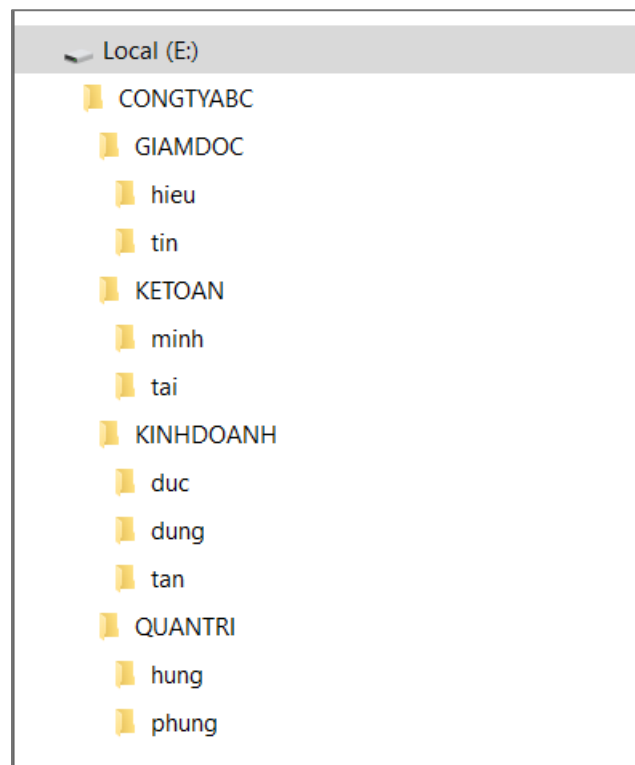 Local (E:)
CONGTYABC
GIAMDOC
hieu
tin
KETOAN
minh
tai
KINHDOANH
duc
dung
tan
QUANTRI
hung
phung